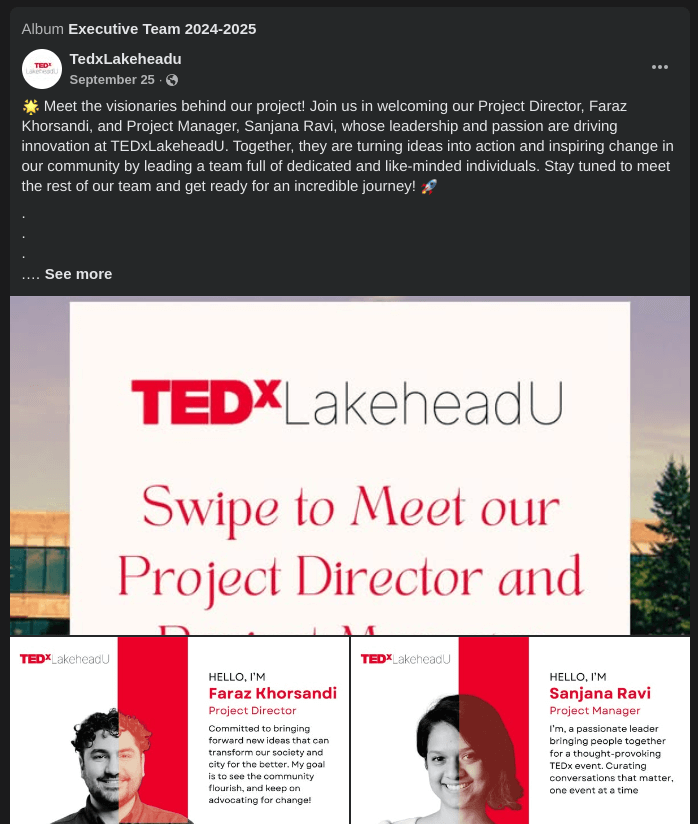 Album Executive Team 2024-2025
TEDx
LakeheadU
TedxLakeheadu
September 25 ·
🌟 Meet the visionaries behind our project! Join us in welcoming our Project Director, Faraz
Khorsandi, and Project Manager, Sanjana Ravi, whose leadership and passion are driving
innovation at TEDxLakeheadU. Together, they are turning ideas into action and inspiring change in
our community by leading a team full of dedicated and like-minded individuals. Stay tuned to meet
the rest of our team and get ready for an incredible journey! 🚀
.
.
.
.... See more
TEDxLakeheadU
Swipe to Meet our
Project Director and
TEDxLakeheadU
HELLO, I'M
Faraz Khorsandi
Project Director
Committed to bringing
forward new ideas that can
transform our society and
city for the better. My goal
is to see the community
flourish, and keep on
advocating for change!
TEDxLakeheadU
HELLO, I'M
Sanjana Ravi
Project Manager
I'm, a passionate leader
bringing people together
for a thought-provoking
TEDx event. Curating
conversations that matter,
one event at a time